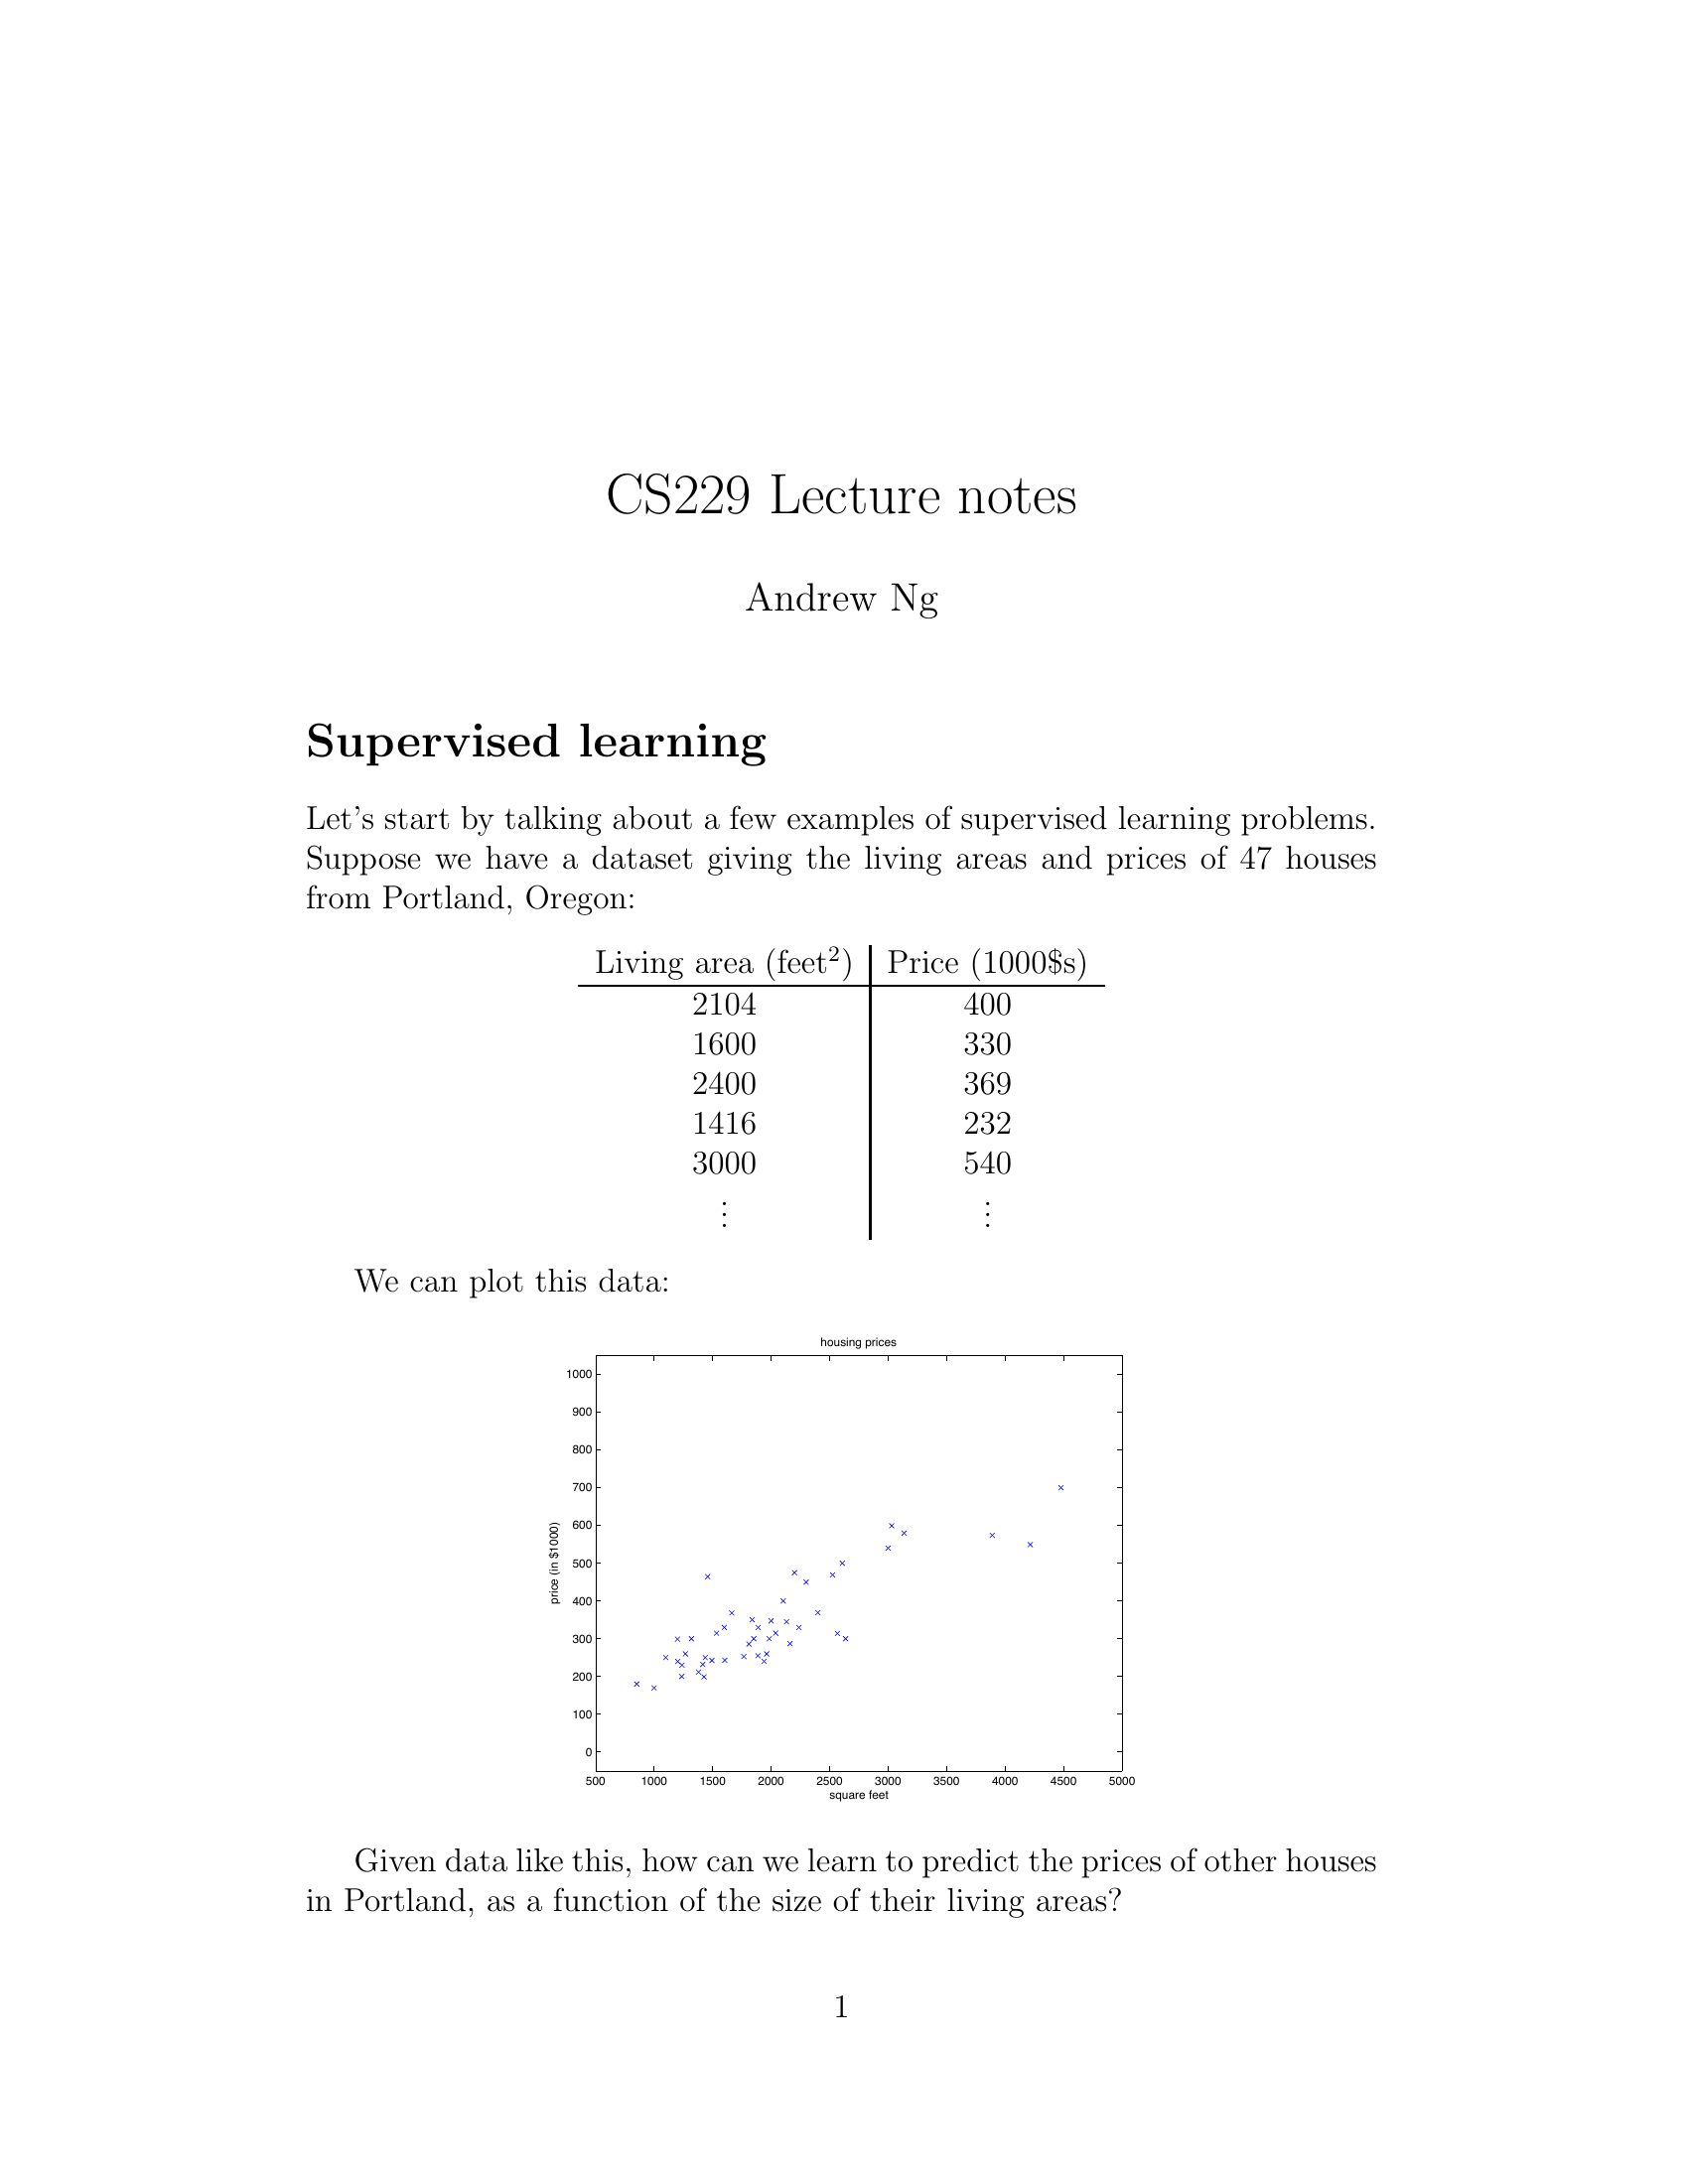 CS229 Lecture notes
Andrew Ng
Supervised learning
Let's start by talking about a few examples of supervised learning problems.
Suppose we have a dataset giving the living areas and prices of 47 houses
from Portland, Oregon:
Living area (feet²) Price (1000$s)
2104 400
1600 330
2400 369
1416 232
3000 540
⋮ ⋮
We can plot this data:
housing prices
1000
900
800
700
600
500
400
300
200
100
0
price (in $1000)
500 1000 1500 2000 2500 3000 3500 4000 4500 5000
square feet
Given data like this, how can we learn to predict the prices of other houses
in Portland, as a function of the size of their living areas?
1